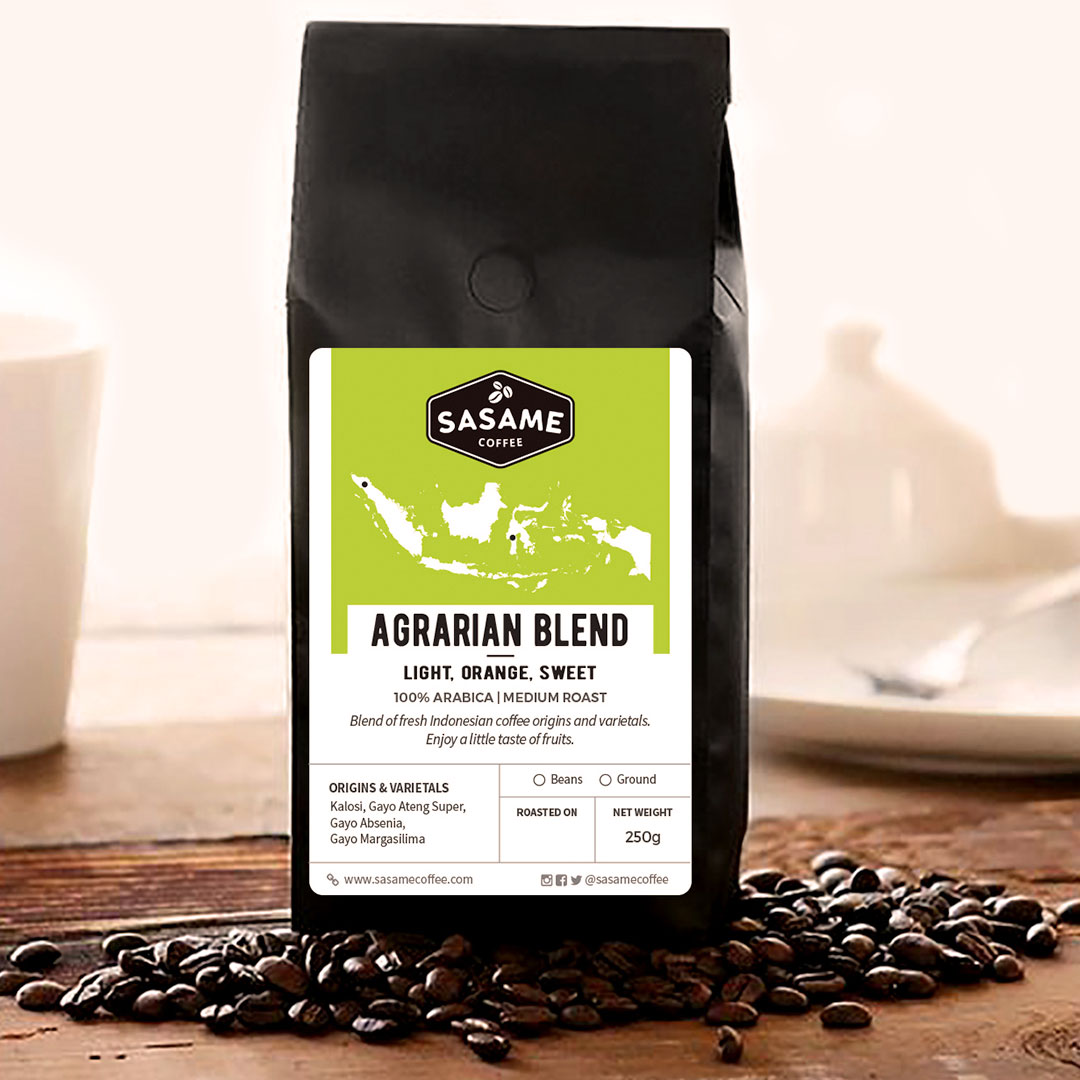 SASAME
COFFEE
AGRARIAN BLEND
LIGHT, ORANGE, SWEET
100% ARABICA | MEDIUM ROAST
Blend of fresh Indonesian coffee origins and varietals.
Enjoy a little taste of fruits.
ORIGINS & VARIETALS
Kalosi, Gayo Ateng Super,
Gayo Absenia,
Gayo Margasilima
Beans
Ground
ROASTED ON
NET WEIGHT
250g
www.sasamecoffee.com
@sasamecoffee